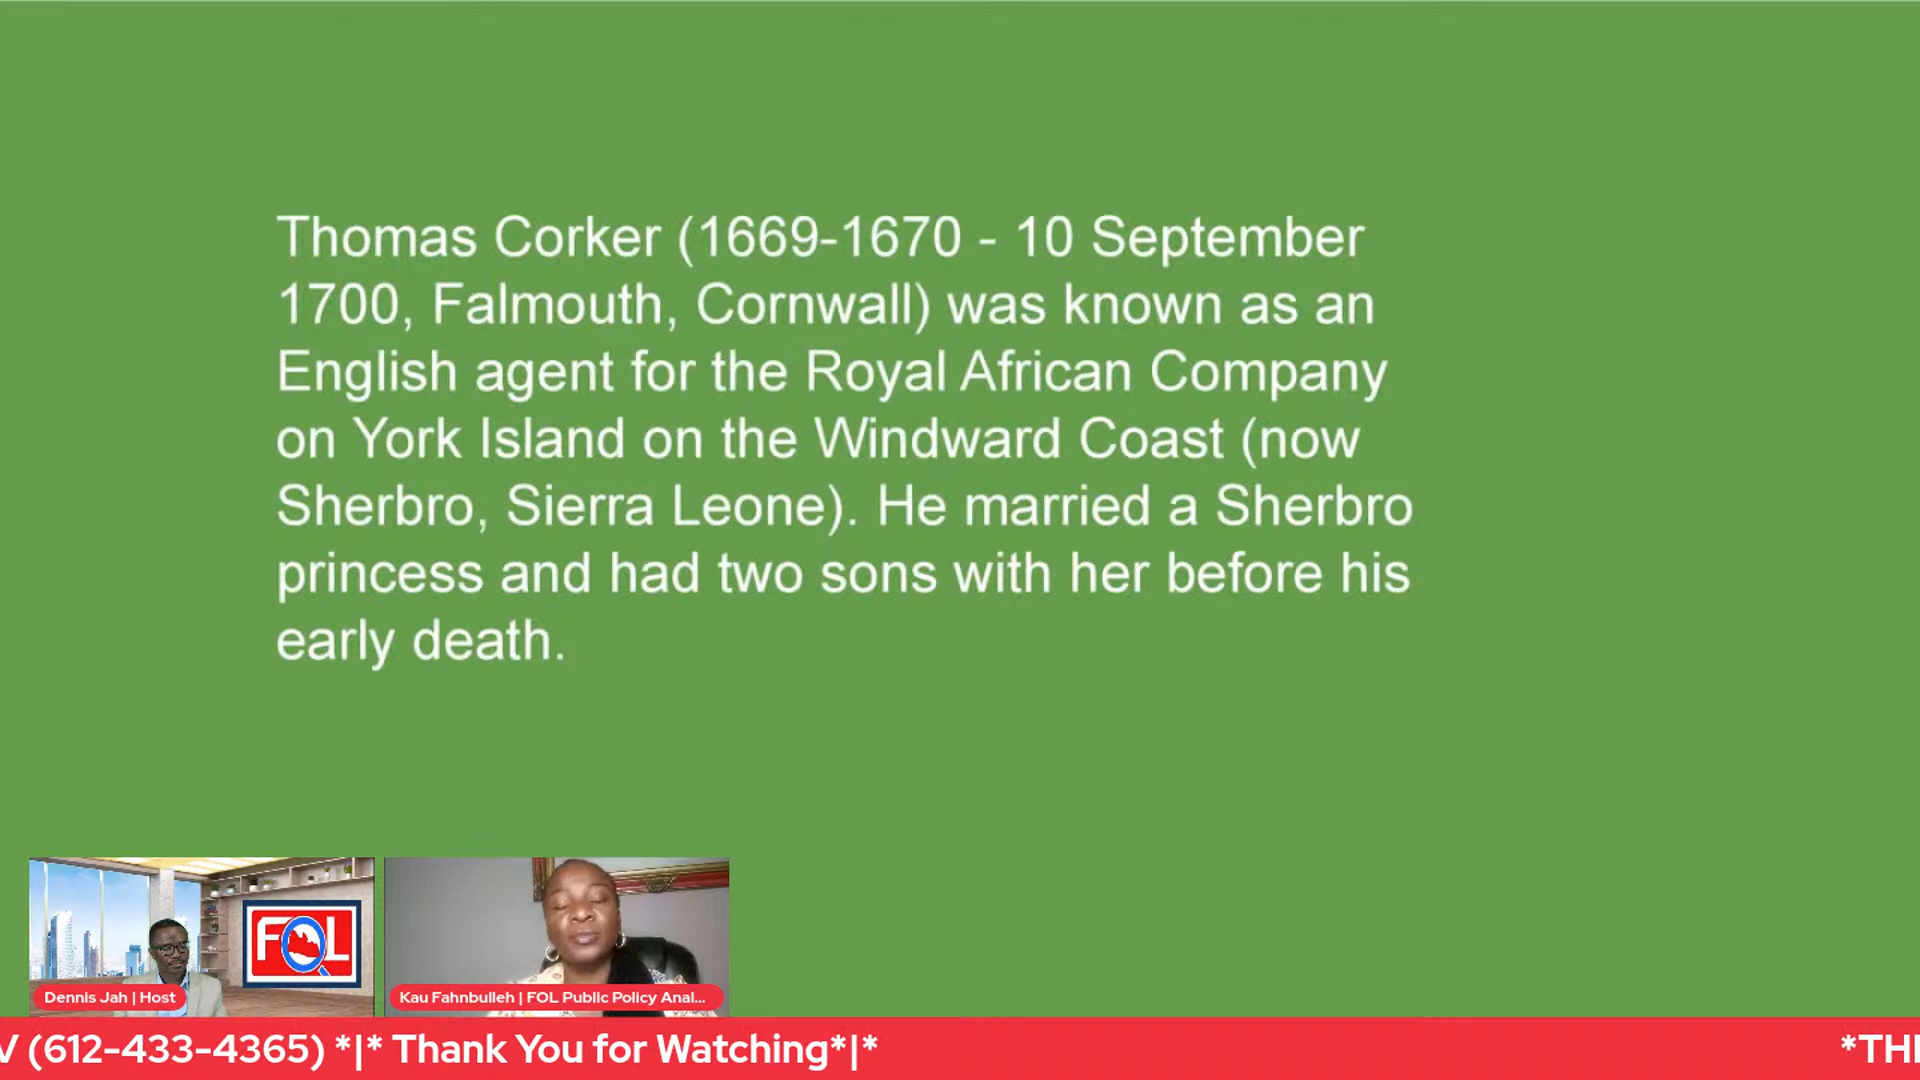 Thomas Corker (1669-1670 - 10 September
1700, Falmouth, Cornwall) was known as an
English agent for the Royal African Company
on York Island on the Windward Coast (now
Sherbro, Sierra Leone). He married a Sherbro
princess and had two sons with her before his
early death.
FOL
Dennis Jah | Host
Kau Fahnbulleh | FOL Public Policy Anal...
V (612-433-4365) *|* Thank You for Watching*|*